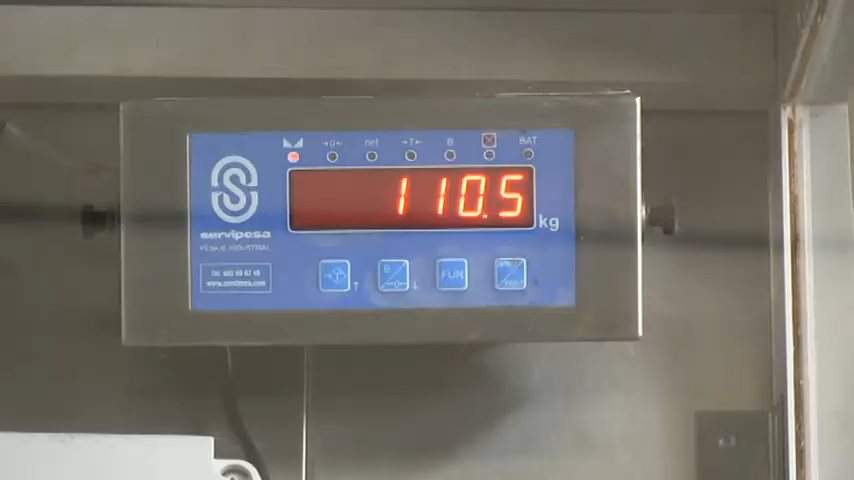 →0← net →T← B BAT
110.5
kg
servipesa
PESAJE INDUSTRIAL
B
FUN